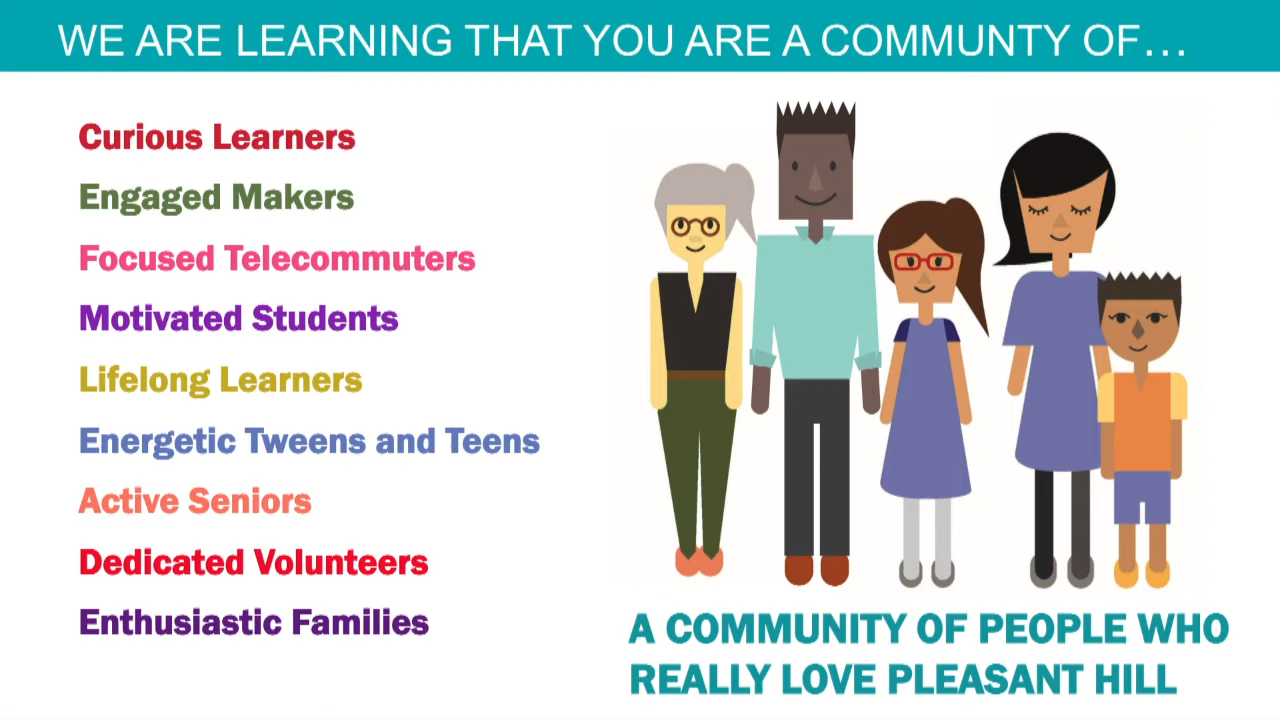 WE ARE LEARNING THAT YOU ARE A COMMUNTY OF...
Curious Learners
Engaged Makers
Focused Telecommuters
Motivated Students
Lifelong Learners
Energetic Tweens and Teens
Active Seniors
Dedicated Volunteers
Enthusiastic Families
A COMMUNITY OF PEOPLE WHO
REALLY LOVE PLEASANT HILL